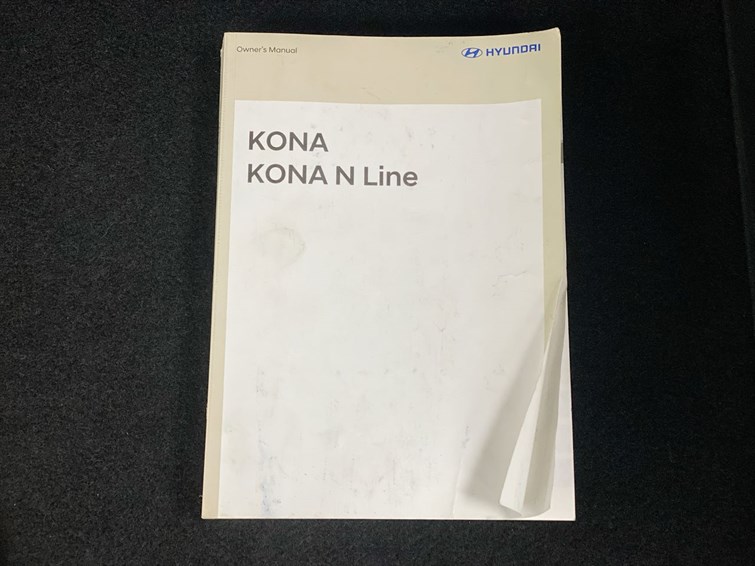 Owner's Manual
HYUNDAI
KONA
KONA N Line